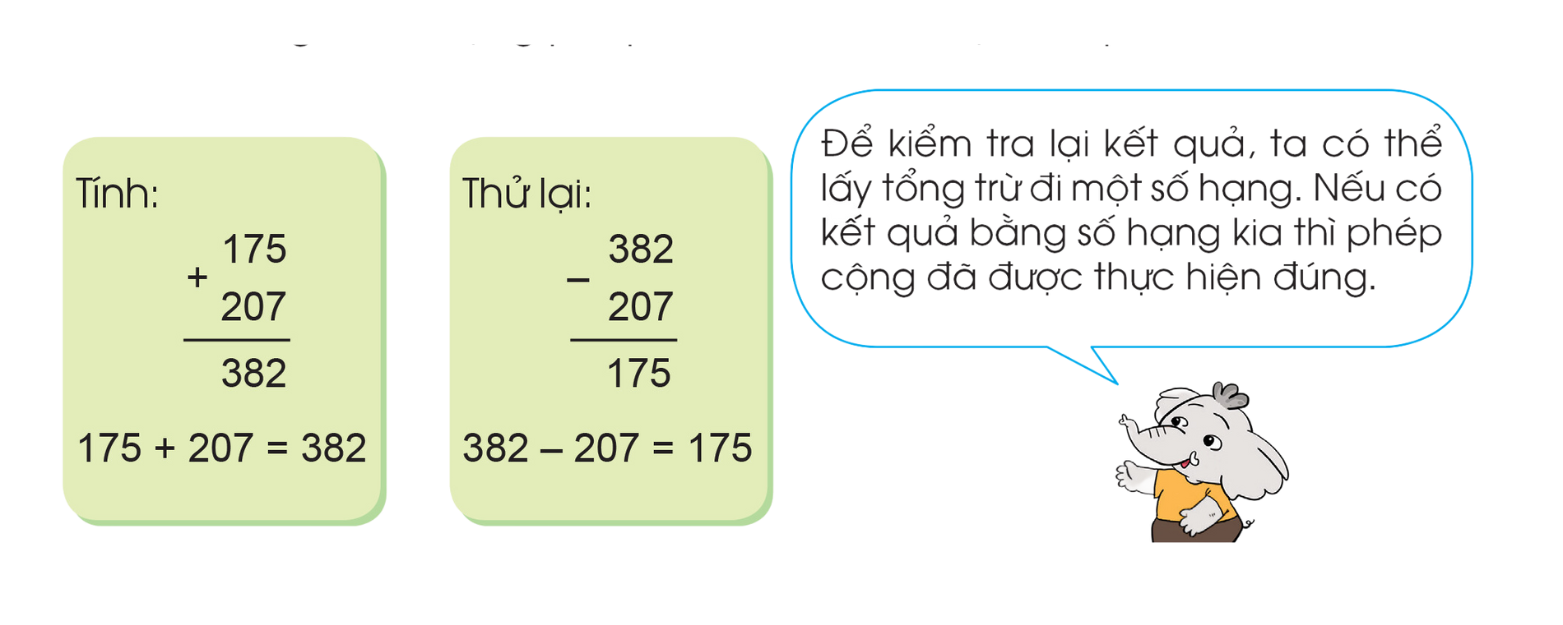 Tính:
175
+
207
382
175 + 207 = 382
Thử lại:
382
–
207
175
382 – 207 = 175
Để kiểm tra lại kết quả, ta có thể
lấy tổng trừ đi một số hạng. Nếu có
kết quả bằng số hạng kia thì phép
cộng đã được thực hiện đúng.